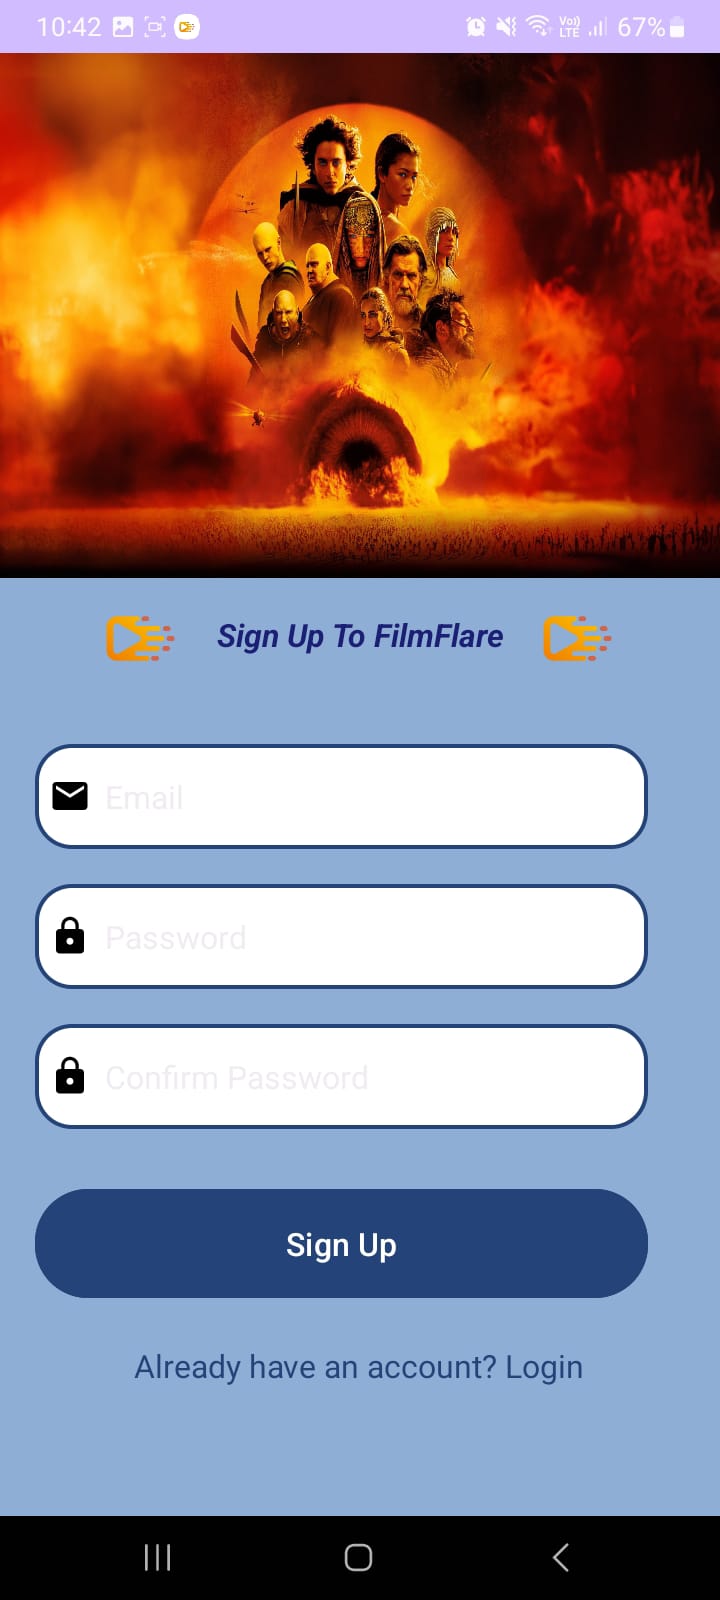 10:42 Vo)) LTE 67%
Sign Up To FilmFlare
Email
Password
Confirm Password
Sign Up
Already have an account? Login